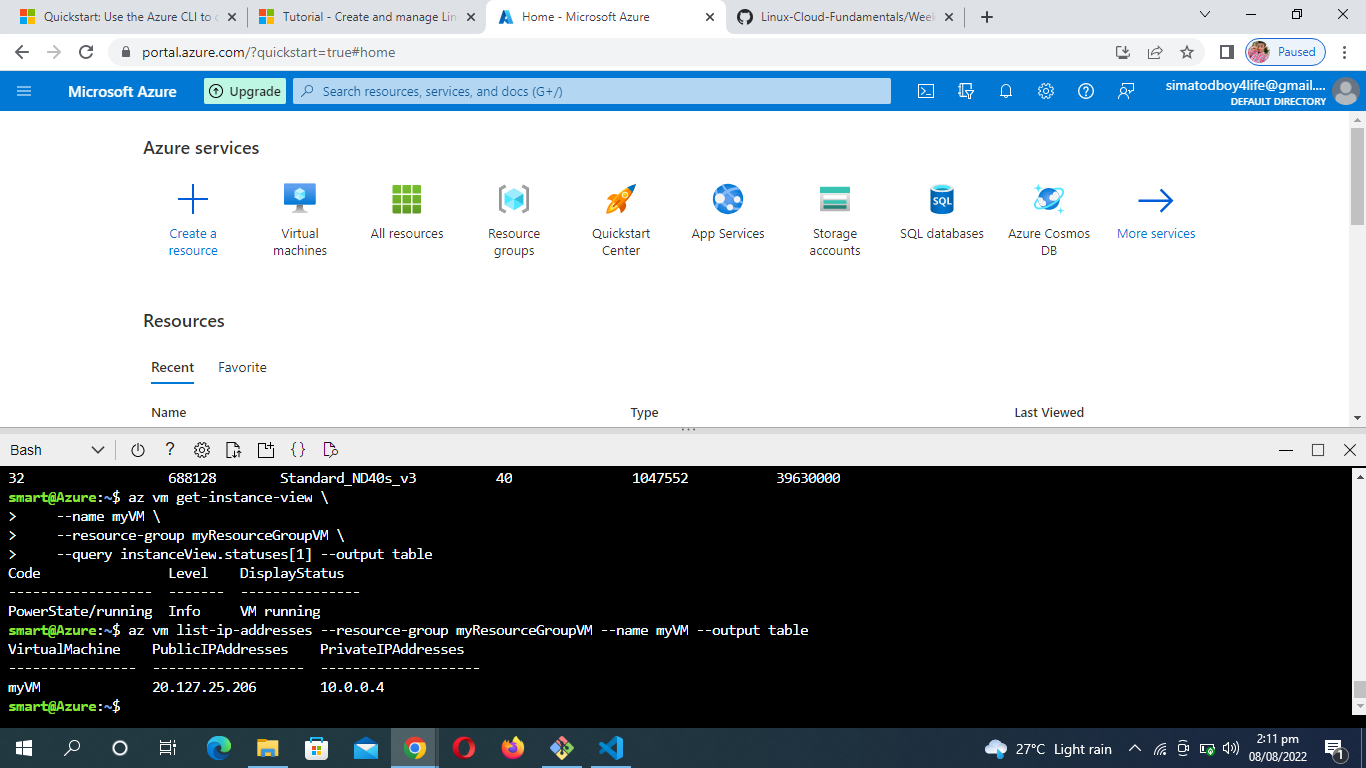 Quickstart: Use the Azure CLI to c
Tutorial - Create and manage Lin
Home - Microsoft Azure
Linux-Cloud-Fundamentals/Week
portal.azure.com/?quickstart=true#home
Paused
Microsoft Azure
Upgrade
Search resources, services, and docs (G+/)
simatodboy4life@gmail....
DEFAULT DIRECTORY
Azure services
Create a
resource
Virtual
machines
All resources
Resource
groups
Quickstart
Center
App Services
Storage
accounts
SQL
SQL databases
Azure Cosmos
DB
More services
Resources
Recent Favorite
Name Type Last Viewed
Bash
32 688128 Standard_ND40s_v3 40 1047552 39630000
smart@Azure:~$ az vm get-instance-view \
> --name myVM \
> --resource-group myResourceGroupVM \
> --query instanceView.statuses[1] --output table
Code Level DisplayStatus
------------------ ------- ---------------
PowerState/running Info VM running
smart@Azure:~$ az vm list-ip-addresses --resource-group myResourceGroupVM --name myVM --output table
VirtualMachine PublicIPAddresses PrivateIPAddresses
---------------- ------------------- --------------------
myVM 20.127.25.206 10.0.0.4
smart@Azure:~$
27°C Light rain
2:11 pm
08/08/2022
1